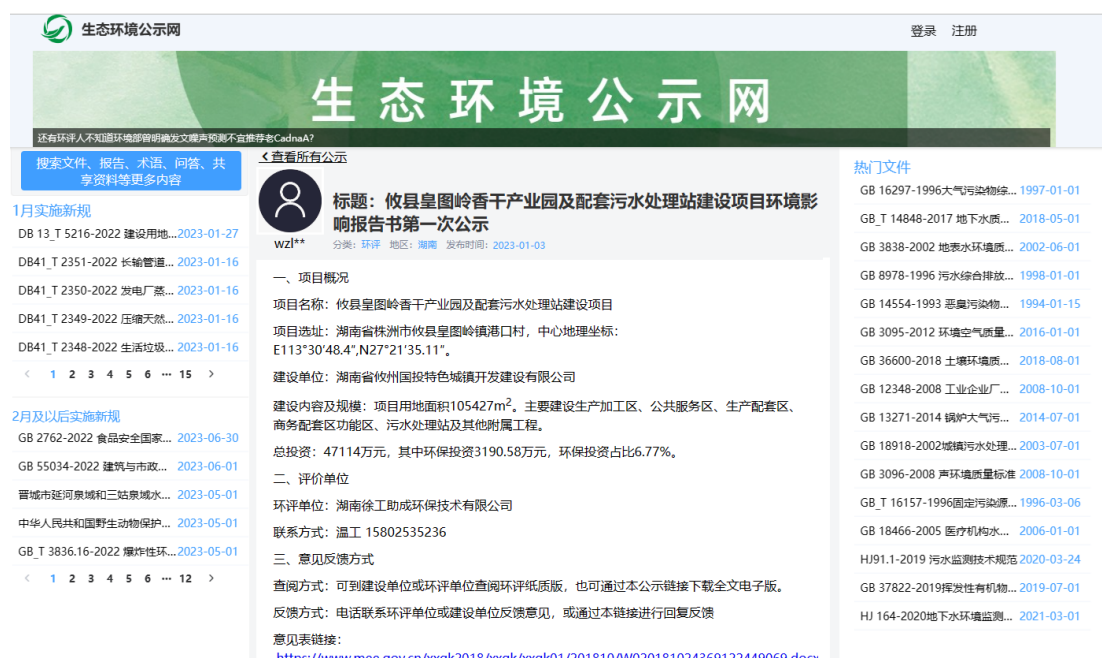 生态环境公示网
登录 注册
生态环境公示网
还有环评人不知道环境部曾明确发文噪声预测不宜推荐老CadnaA?
搜索文件、报告、术语、问答、共
享资料等更多内容
1月实施新规
DB 13_T 5216-2022 建设用地... 2023-01-27
DB41_T 2351-2022 长输管道... 2023-01-16
DB41_T 2350-2022 发电厂蒸... 2023-01-16
DB41_T 2349-2022 压缩天然... 2023-01-16
DB41_T 2348-2022 生活垃圾... 2023-01-16
< 1 2 3 4 5 6 ··· 15 >
2月及以后实施新规
GB 2762-2022 食品安全国家... 2023-06-30
GB 55034-2022 建筑与市政... 2023-06-01
晋城市延河泉域和三姑泉域水... 2023-05-01
中华人民共和国野生动物保护... 2023-05-01
GB_T 3836.16-2022 爆炸性环... 2023-05-01
< 1 2 3 4 5 6 ··· 12 >
<查看所有公示
wzl**
标题：攸县皇图岭香干产业园及配套污水处理站建设项目环境影
响报告书第一次公示
分类：环评 地区：湖南 发布时间：2023-01-03
一、项目概况
项目名称：攸县皇图岭香干产业园及配套污水处理站建设项目
项目选址：湖南省株洲市攸县皇图岭镇港口村，中心地理坐标：
E113°30′48.4″,N27°21′35.11″。
建设单位：湖南省攸州国投特色城镇开发建设有限公司
建设内容及规模：项目用地面积105427m²。主要建设生产加工区、公共服务区、生产配套区、
商务配套区功能区、污水处理站及其他附属工程。
总投资：47114万元，其中环保投资3190.58万元，环保投资占比6.77%。
二、评价单位
环评单位：湖南徐工助成环保技术有限公司
联系方式：温工 15802535236
三、意见反馈方式
查阅方式：可到建设单位或环评单位查阅环评纸质版，也可通过本公示链接下载全文电子版。
反馈方式：电话联系环评单位或建设单位反馈意见，或通过本链接进行回复反馈
意见表链接：
https://www.mee.gov.cn/xxgk2018/xxgk/xxgk01/201810/W020181024369122449069.docx
热门文件
GB 16297-1996大气污染物综... 1997-01-01
GB_T 14848-2017 地下水质... 2018-05-01
GB 3838-2002 地表水环境质... 2002-06-01
GB 8978-1996 污水综合排放... 1998-01-01
GB 14554-1993 恶臭污染物... 1994-01-15
GB 3095-2012 环境空气质量... 2016-01-01
GB 36600-2018 土壤环境质... 2018-08-01
GB 12348-2008 工业企业厂... 2008-10-01
GB 13271-2014 锅炉大气污... 2014-07-01
GB 18918-2002城镇污水处理... 2003-07-01
GB 3096-2008 声环境质量标准 2008-10-01
GB_T 16157-1996固定污染源... 1996-03-06
GB 18466-2005 医疗机构水... 2006-01-01
HJ91.1-2019 污水监测技术规范 2020-03-24
GB 37822-2019挥发性有机物... 2019-07-01
HJ 164-2020地下水环境监测... 2021-03-01